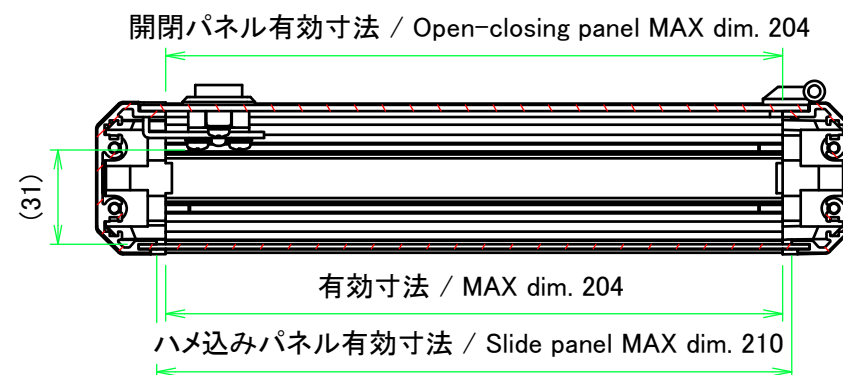 開閉パネル有効寸法 / Open-closing panel MAX dim. 204
(31)
有効寸法 / MAX dim. 204
ハメ込みパネル有効寸法 / Slide panel MAX dim. 210